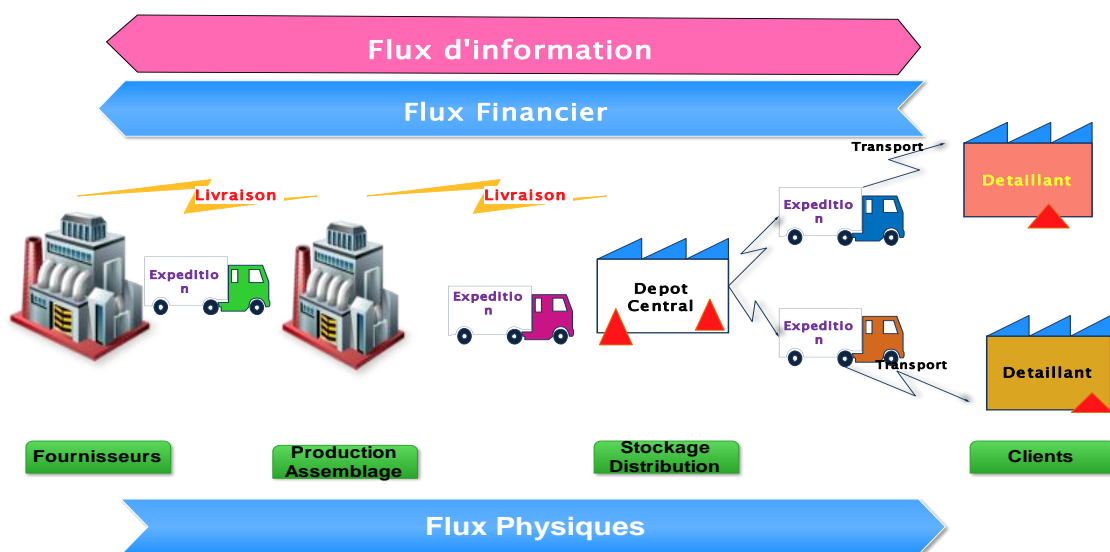 Flux d'information
Flux Financier
Transport
Detaillant
Livraison
Livraison
Expeditio
n
Expeditio
n
Expeditio
n
Depot
Central
Expeditio
n
Transport
Detaillant
Fournisseurs
Production
Assemblage
Stockage
Distribution
Clients
Flux Physiques